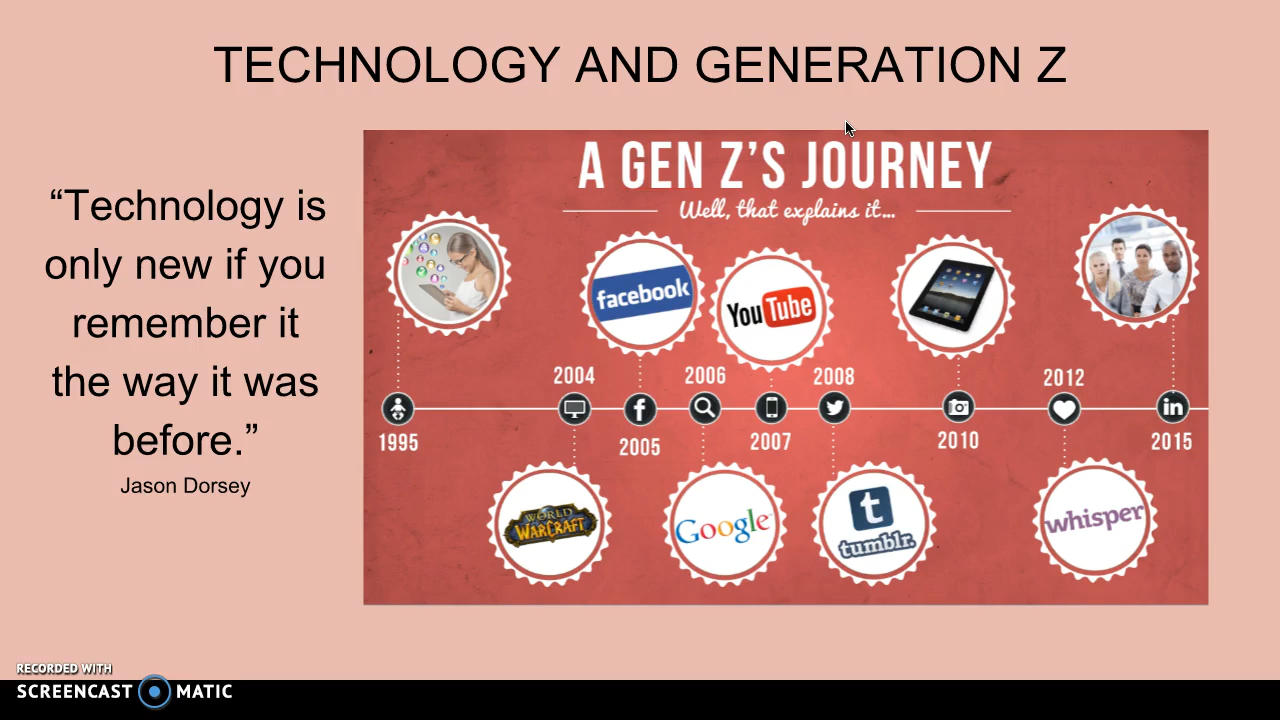 TECHNOLOGY AND GENERATION Z
“Technology is
only new if you
remember it
the way it was
before.”
Jason Dorsey
A GEN Z’S JOURNEY
Well, that explains it...
facebook
YouTube
2004
2006
2008
2012
f
in
1995
2005
2007
2010
2015
WORLD
WARCRAFT
Google
t
tumblr.
whisper
RECORDED WITH
SCREENCAST MATIC